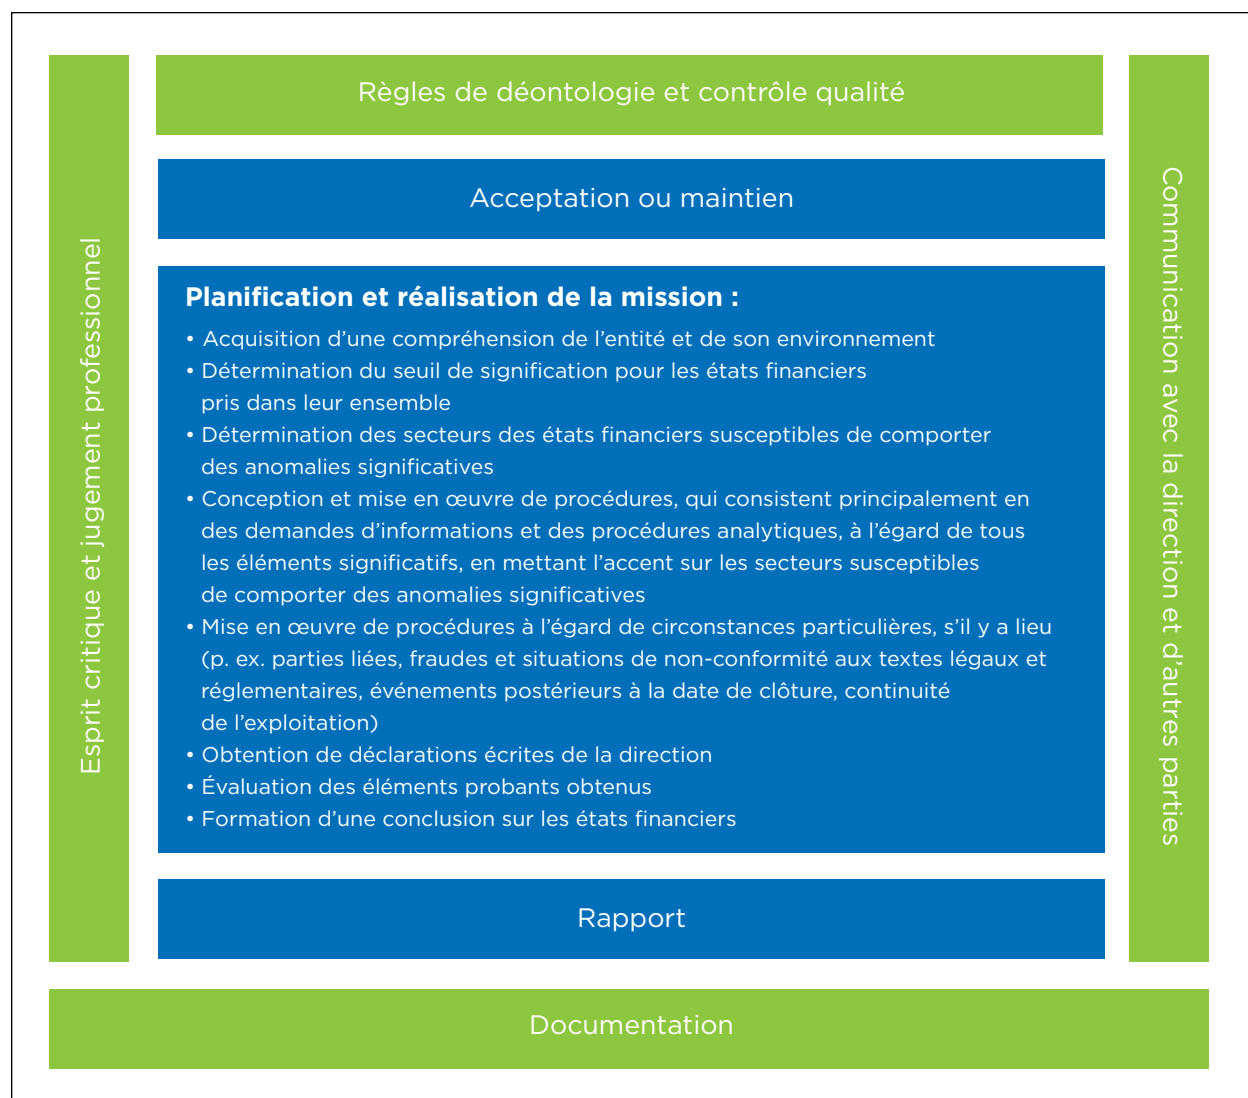 Règles de déontologie et contrôle qualité
Esprit critique et jugement professionnel
Communication avec la direction et d’autres parties
Acceptation ou maintien
Planification et réalisation de la mission :
• Acquisition d’une compréhension de l’entité et de son environnement
• Détermination du seuil de signification pour les états financiers
pris dans leur ensemble
• Détermination des secteurs des états financiers susceptibles de comporter
des anomalies significatives
• Conception et mise en œuvre de procédures, qui consistent principalement en
des demandes d’informations et des procédures analytiques, à l’égard de tous
les éléments significatifs, en mettant l’accent sur les secteurs susceptibles
de comporter des anomalies significatives
• Mise en œuvre de procédures à l’égard de circonstances particulières, s’il y a lieu
(p. ex. parties liées, fraudes et situations de non-conformité aux textes légaux et
réglementaires, événements postérieurs à la date de clôture, continuité
de l’exploitation)
• Obtention de déclarations écrites de la direction
• Évaluation des éléments probants obtenus
• Formation d’une conclusion sur les états financiers
Rapport
Documentation